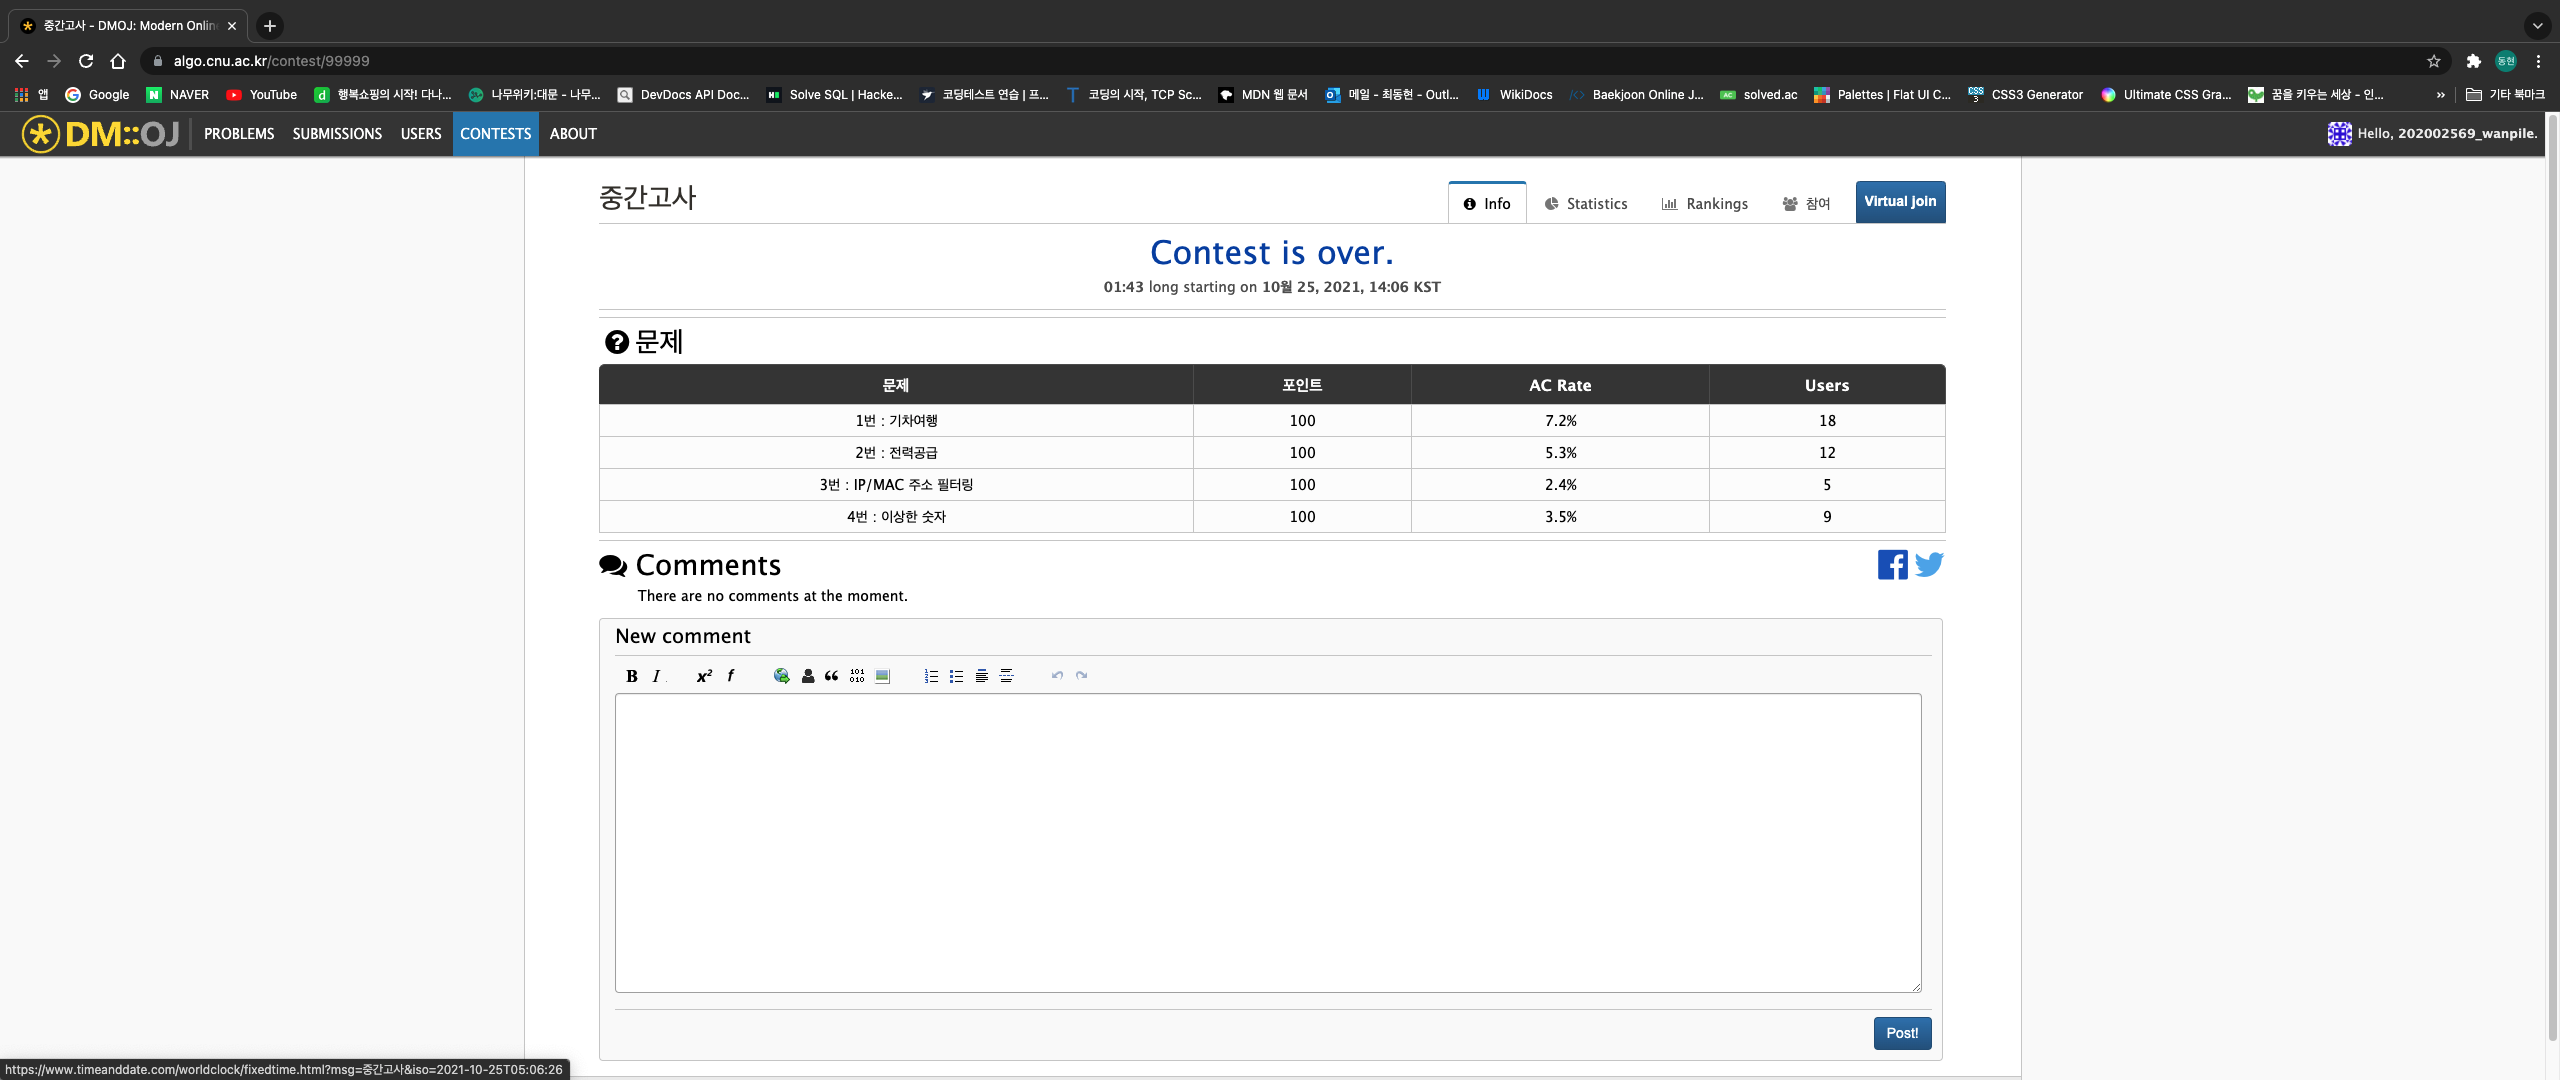 중간고사 - DMOJ: Modern Onlin
algo.cnu.ac.kr/contest/99999
동현
앱 Google NAVER YouTube 행복쇼핑의 시작! 다나... 나무위키:대문 - 나무... DevDocs API Doc... Solve SQL | Hacke... 코딩테스트 연습 | 프... 코딩의 시작, TCP Sc... MDN 웹 문서 메일 - 최동현 - Outl... WikiDocs Baekjoon Online J... solved.ac Palettes | Flat UI C... CSS3 Generator Ultimate CSS Gra... 꿈을 키우는 세상 - 인... » 기타 북마크
DM::OJ PROBLEMS SUBMISSIONS USERS CONTESTS ABOUT Hello, 202002569_wanpile.
중간고사 Info Statistics Rankings 참여 Virtual join
Contest is over.
01:43 long starting on 10월 25, 2021, 14:06 KST
문제
문제 포인트 AC Rate Users
1번 : 기차여행 100 7.2% 18
2번 : 전력공급 100 5.3% 12
3번 : IP/MAC 주소 필터링 100 2.4% 5
4번 : 이상한 숫자 100 3.5% 9
Comments
There are no comments at the moment.
New comment
Post!
https://www.timeanddate.com/worldclock/fixedtime.html?msg=중간고사&iso=2021-10-25T05:06:26